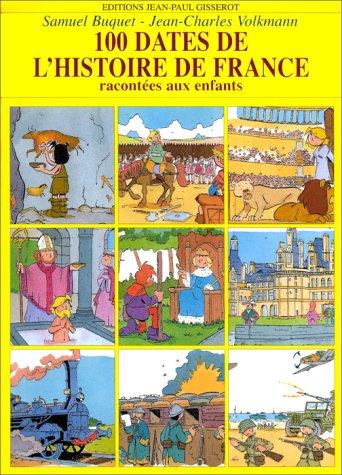 EDITIONS JEAN-PAUL GISSEROT
Samuel Buquet - Jean-Charles Volkmann
100 DATES DE
L'HISTOIRE DE FRANCE
racontées aux enfants